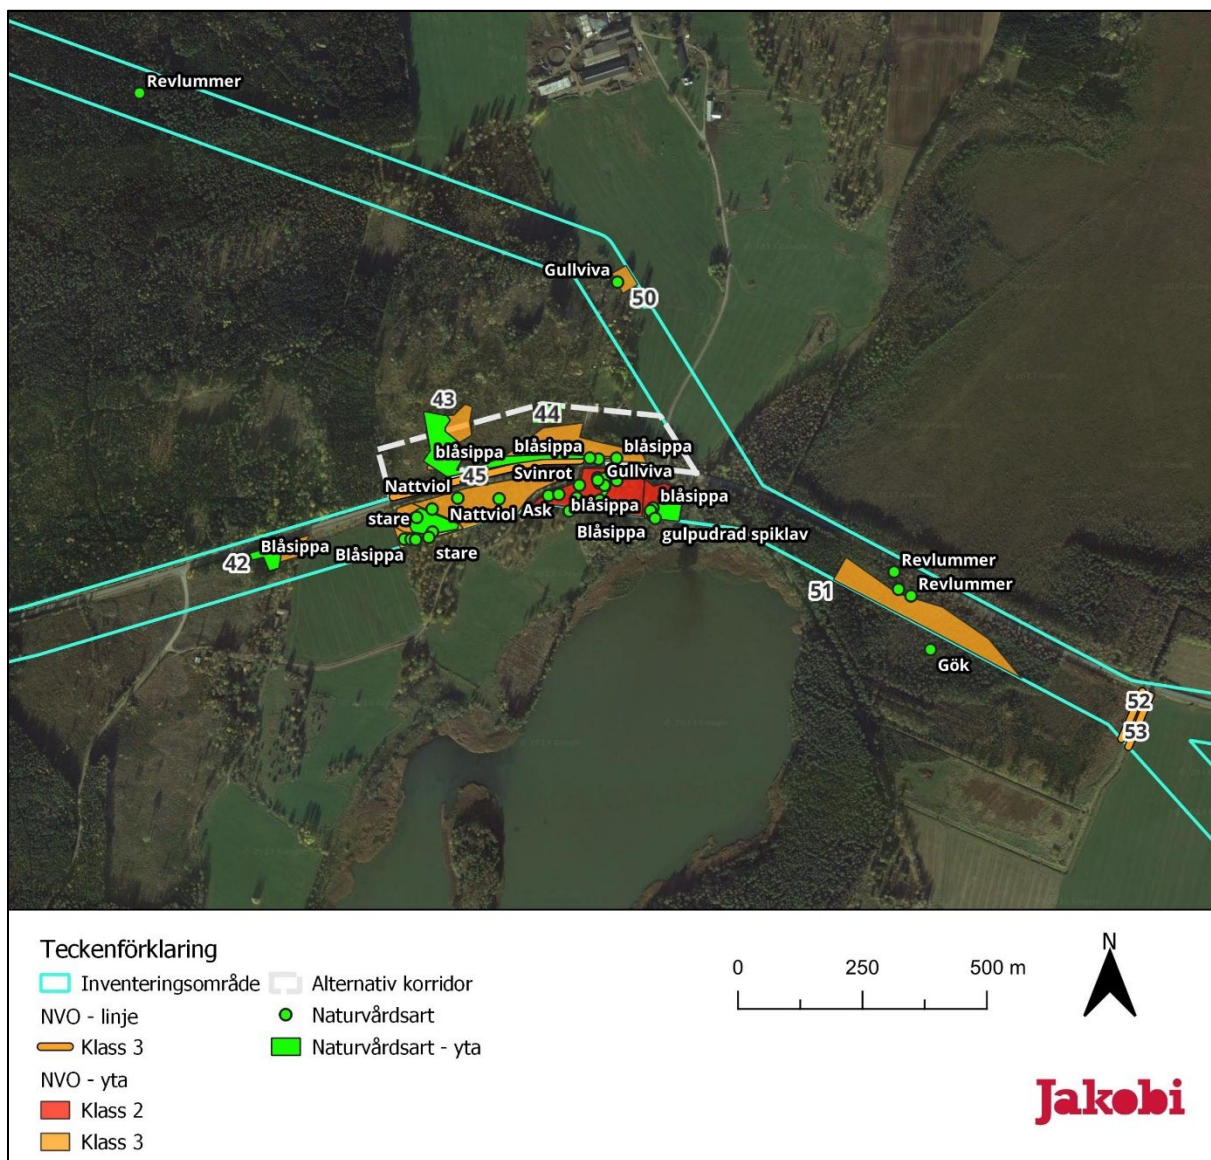 Revlummer
Gullviva
50
43
44
blåsippa
blåsippa
blåsippa
Gullviva
45
Svinrot
Nattviol
blåsippa
stare
Nattviol
Ask
blåsippa
Blåsippa
gulpudrad spiklav
Blåsippa
42
Blåsippa
stare
Revlummer
Revlummer
51
Gök
52
53
Teckenförklaring
Inventeringsområde
Alternativ korridor
NVO - linje
Naturvårdsart
Klass 3
Naturvårdsart - yta
NVO - yta
Klass 2
Klass 3
0 250 500 m
N
Jakobi